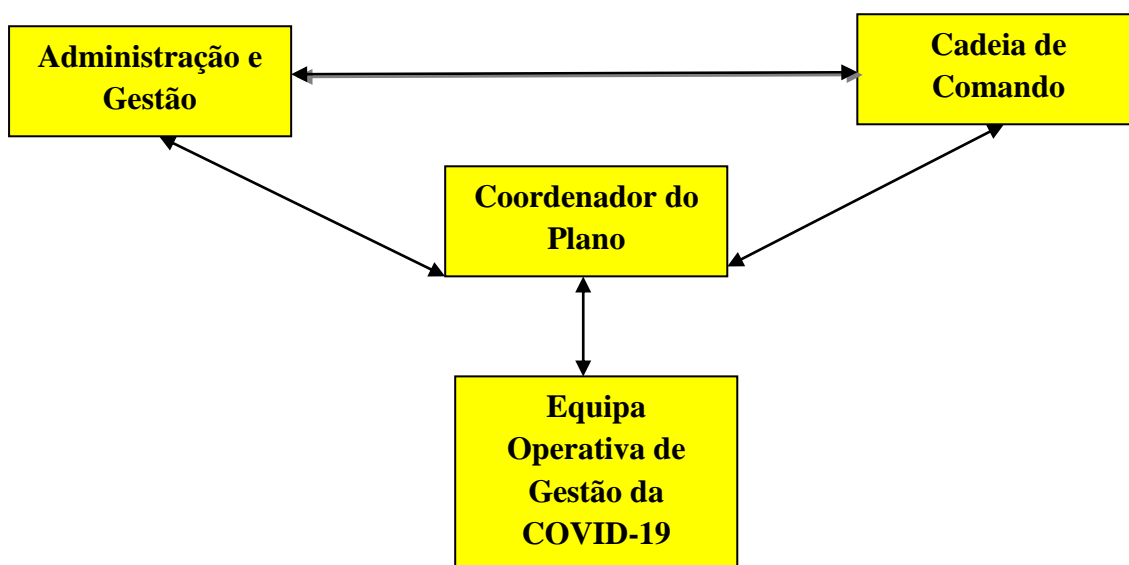 Administração e
Gestão
Cadeia de
Comando
Coordenador do
Plano
Equipa
Operativa de
Gestão da
COVID-19